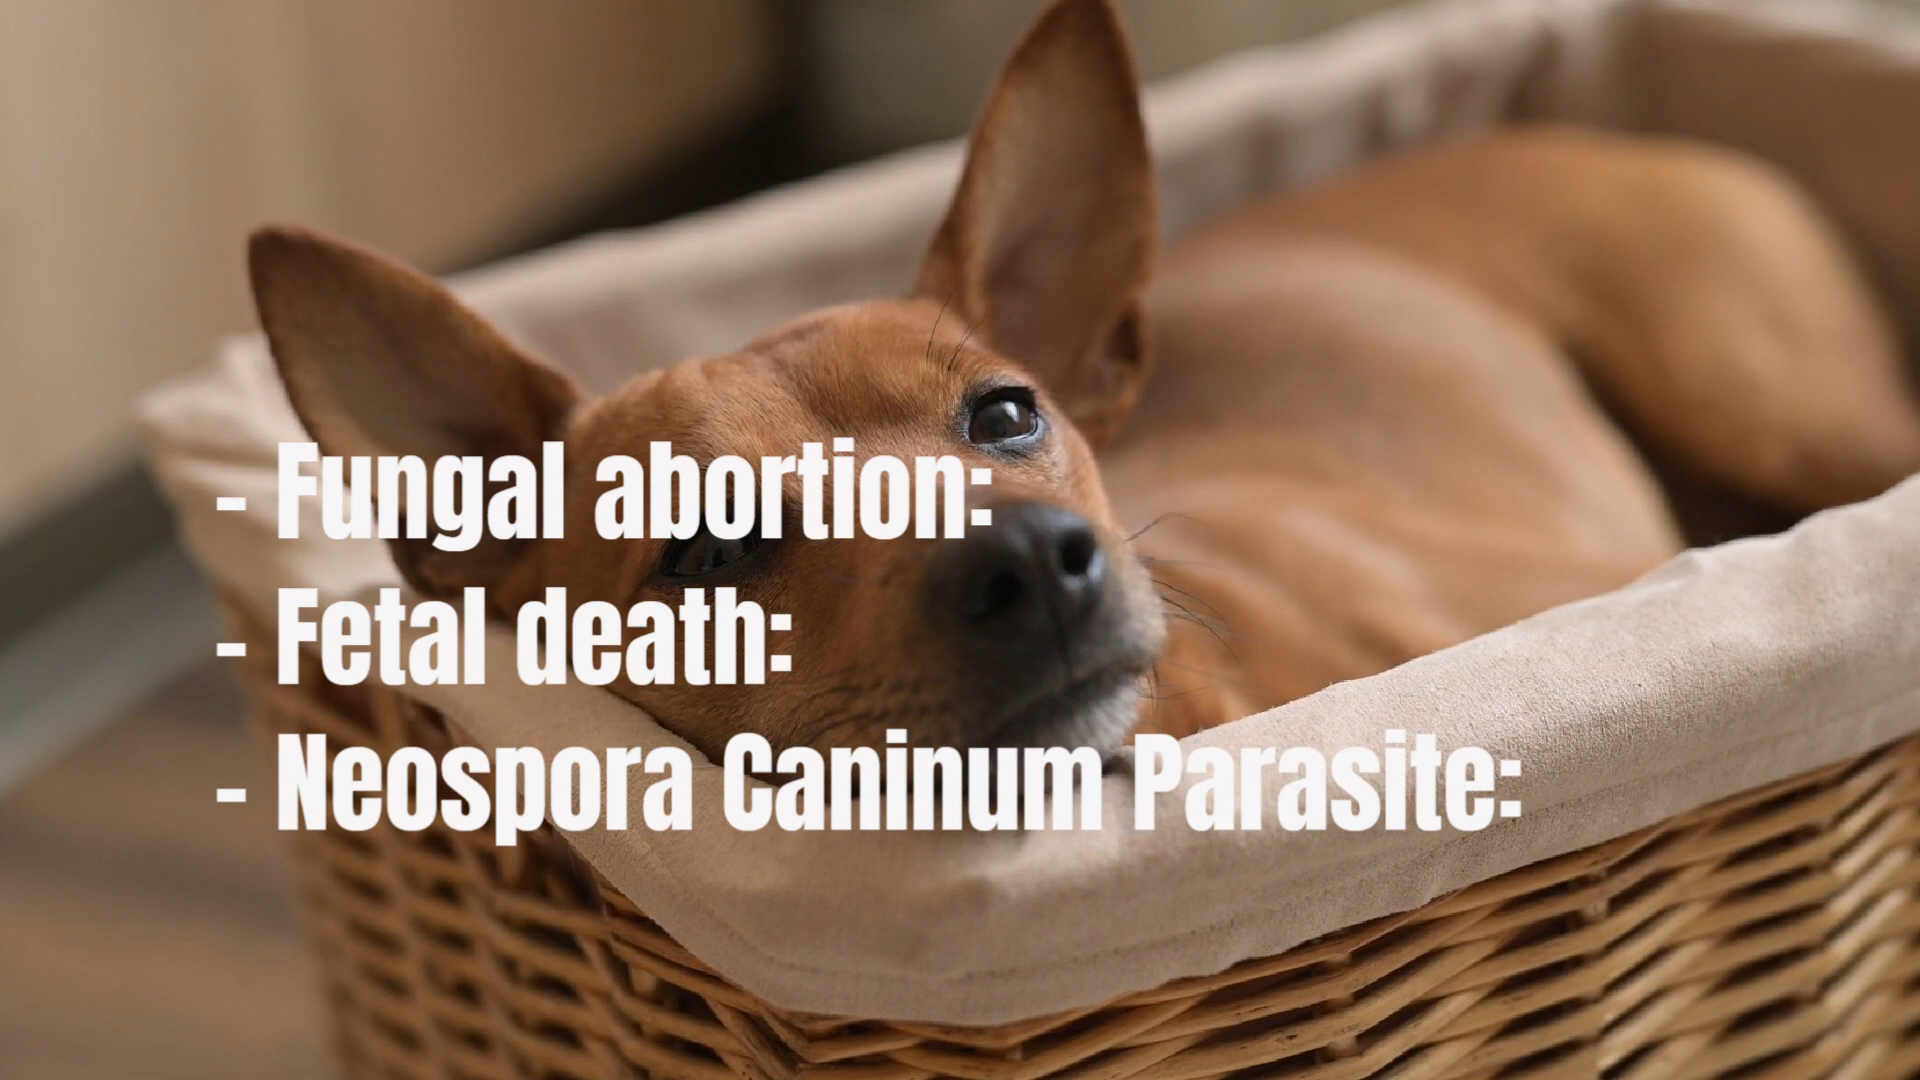 - Fungal abortion:
- Fetal death:
- Neospora Caninum Parasite: